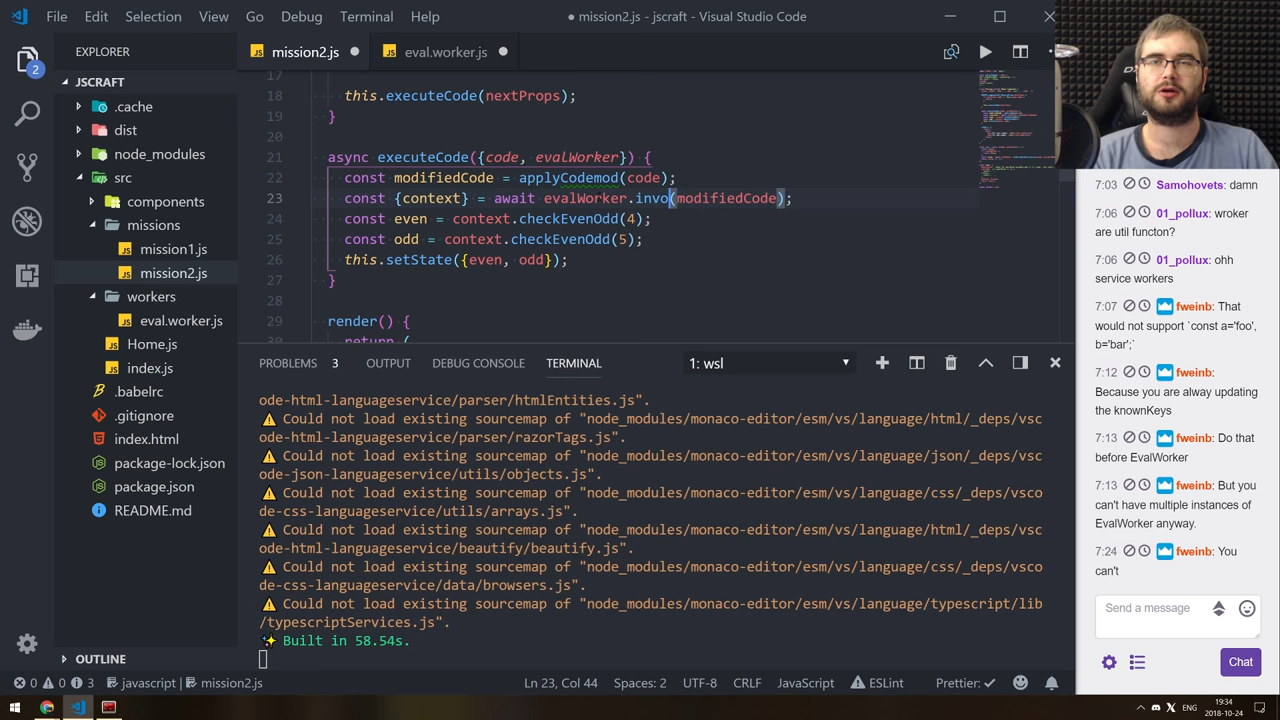 File Edit Selection View Go Debug Terminal Help
● mission2.js - jscraft - Visual Studio Code
EXPLORER
JSCRAFT
.cache
dist
node_modules
src
components
missions
JS mission1.js
JS mission2.js
workers
JS eval.worker.js
JS Home.js
JS index.js
.babelrc
.gitignore
index.html
package-lock.json
package.json
README.md
OUTLINE
2
JS mission2.js ● JS eval.worker.js ●
17
18 this.executeCode(nextProps);
19 }
20
21 async executeCode({code, evalWorker}) {
22 const modifiedCode = applyCodemod(code);
23 const {context} = await evalWorker.invo(modifiedCode);
24 const even = context.checkEvenOdd(4);
25 const odd = context.checkEvenOdd(5);
26 this.setState({even, odd});
27 }
28
29 render() {
30 return (
PROBLEMS 3 OUTPUT DEBUG CONSOLE TERMINAL 1: wsl
ode-html-languageservice/parser/htmlEntities.js".
⚠ Could not load existing sourcemap of "node_modules/monaco-editor/esm/vs/language/html/_deps/vsc
ode-html-languageservice/parser/razorTags.js".
⚠ Could not load existing sourcemap of "node_modules/monaco-editor/esm/vs/language/json/_deps/vsc
ode-json-languageservice/utils/objects.js".
⚠ Could not load existing sourcemap of "node_modules/monaco-editor/esm/vs/language/css/_deps/vsco
de-css-languageservice/utils/arrays.js".
⚠ Could not load existing sourcemap of "node_modules/monaco-editor/esm/vs/language/html/_deps/vsc
ode-html-languageservice/beautify/beautify.js".
⚠ Could not load existing sourcemap of "node_modules/monaco-editor/esm/vs/language/css/_deps/vsco
de-css-languageservice/data/browsers.js".
⚠ Could not load existing sourcemap of "node_modules/monaco-editor/esm/vs/language/typescript/lib
/typescriptServices.js".
✨ Built in 58.54s.
0 0 3 javascript | mission2.js Ln 23, Col 44 Spaces: 2 UTF-8 CRLF JavaScript ESLint Prettier: ✓
7:03 Samohovets: damn
7:06 01_pollux: wroker
are util functon?
7:06 01_pollux: ohh
service workers
7:07 fweinb: That
would not support `const a='foo',
b='bar';`
7:12 fweinb:
Because you are alway updating
the knownKeys
7:13 fweinb: Do that
before EvalWorker
7:13 fweinb: But you
can't have multiple instances of
EvalWorker anyway.
7:24 fweinb: You
can't
Send a message
Chat
ENG
19:34
2018-10-24